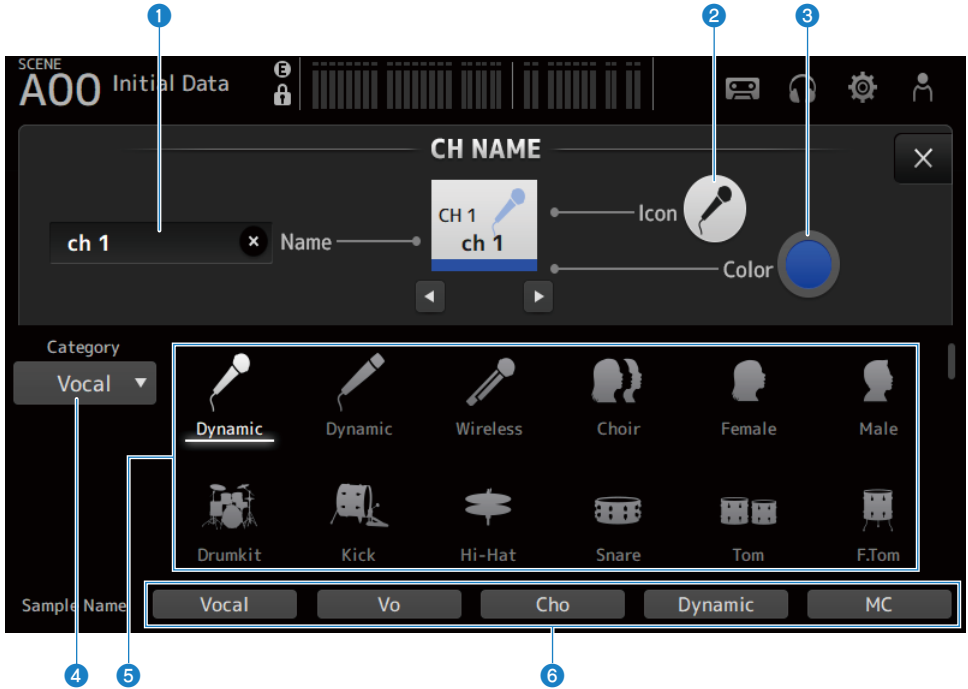 1 2 3
SCENE
A00 Initial Data E
CH NAME
CH 1
ch 1 × Name ch 1 Icon
Color
Category
Vocal
Dynamic Dynamic Wireless Choir Female Male
Drumkit Kick Hi-Hat Snare Tom F.Tom
Sample Name Vocal Vo Cho Dynamic MC
4 5 6